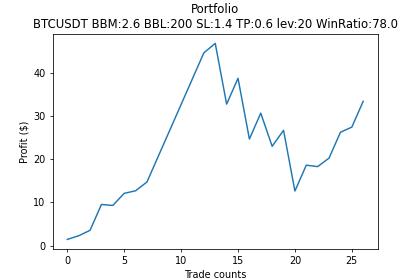 Portfolio
BTCUSDT BBM:2.6 BBL:200 SL:1.4 TP:0.6 lev:20 WinRatio:78.0
Profit ($)
40
30
20
10
0
0 5 10 15 20 25
Trade counts